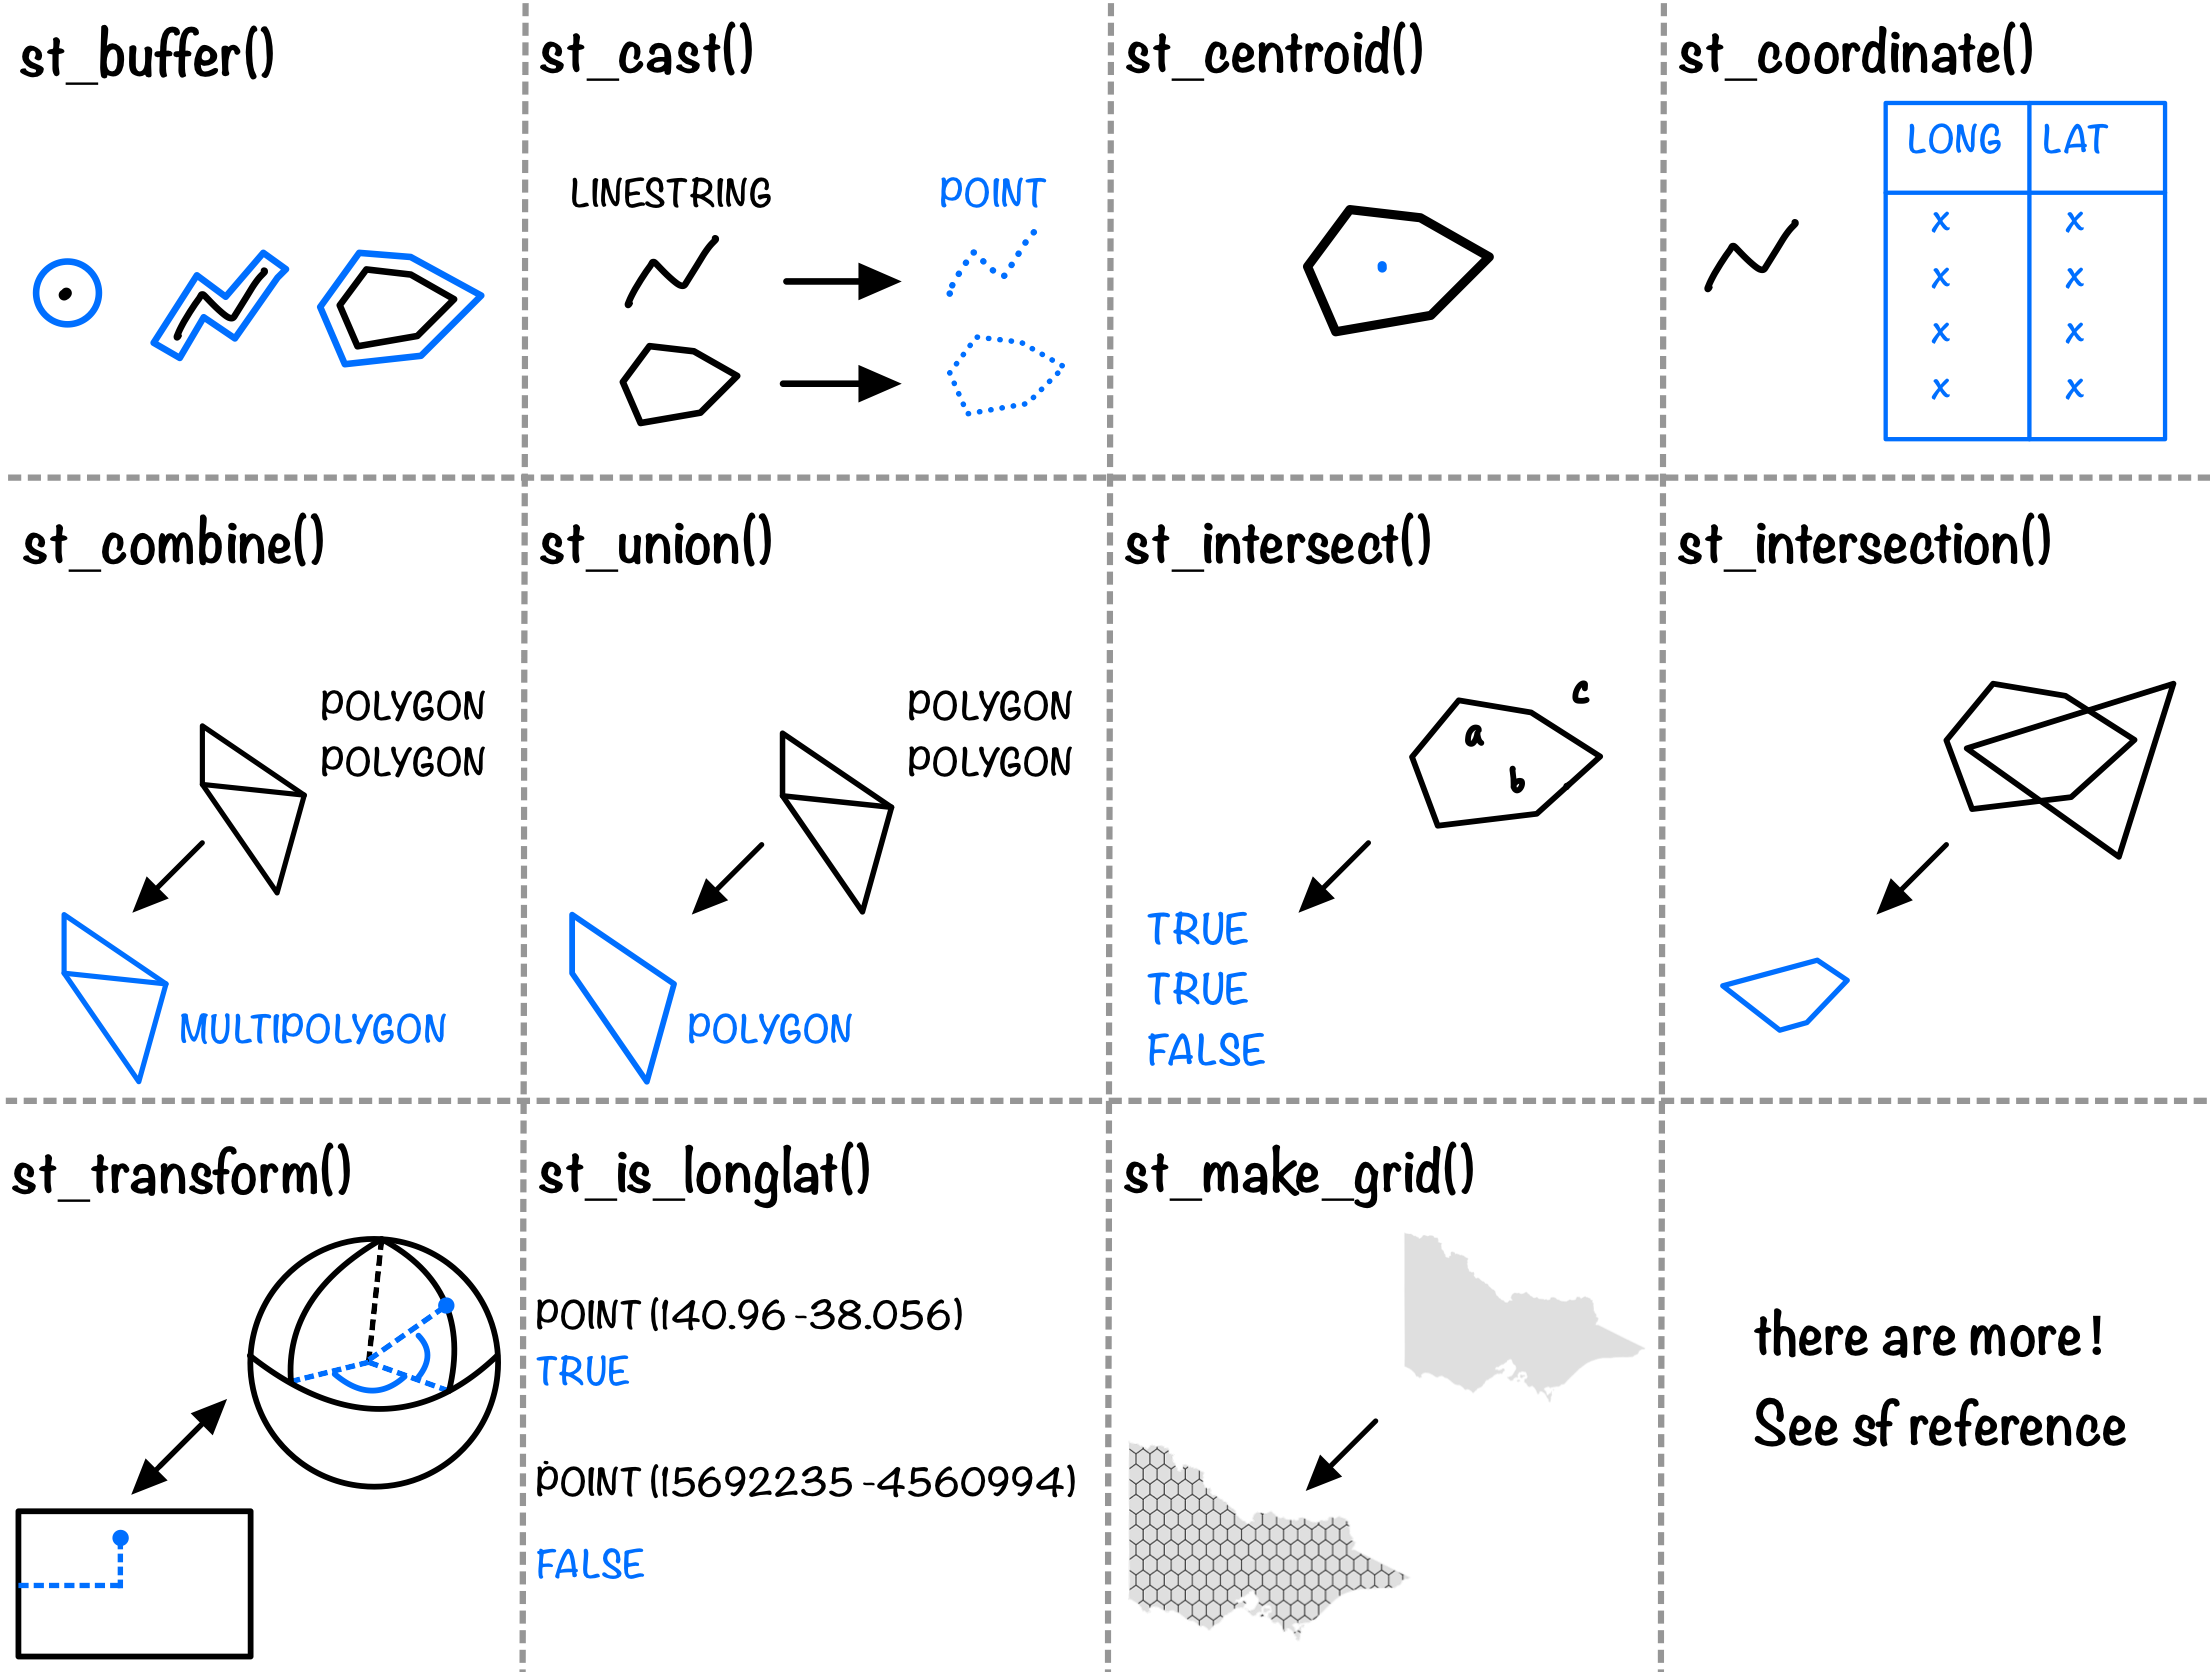 st_buffer()
st_cast()
LINESTRING
POINT
st_centroid()
st_coordinate()
LONG LAT
x x
x x
x x
x x
st_combine()
POLYGON
POLYGON
MULTIPOLYGON
st_union()
POLYGON
POLYGON
POLYGON
st_intersect()
c
a
b
TRUE
TRUE
FALSE
st_intersection()
st_transform()
st_is_longlat()
POINT (140.96 -38.056)
TRUE
POINT (15692235 -4560994)
FALSE
st_make_grid()
there are more!
See sf reference